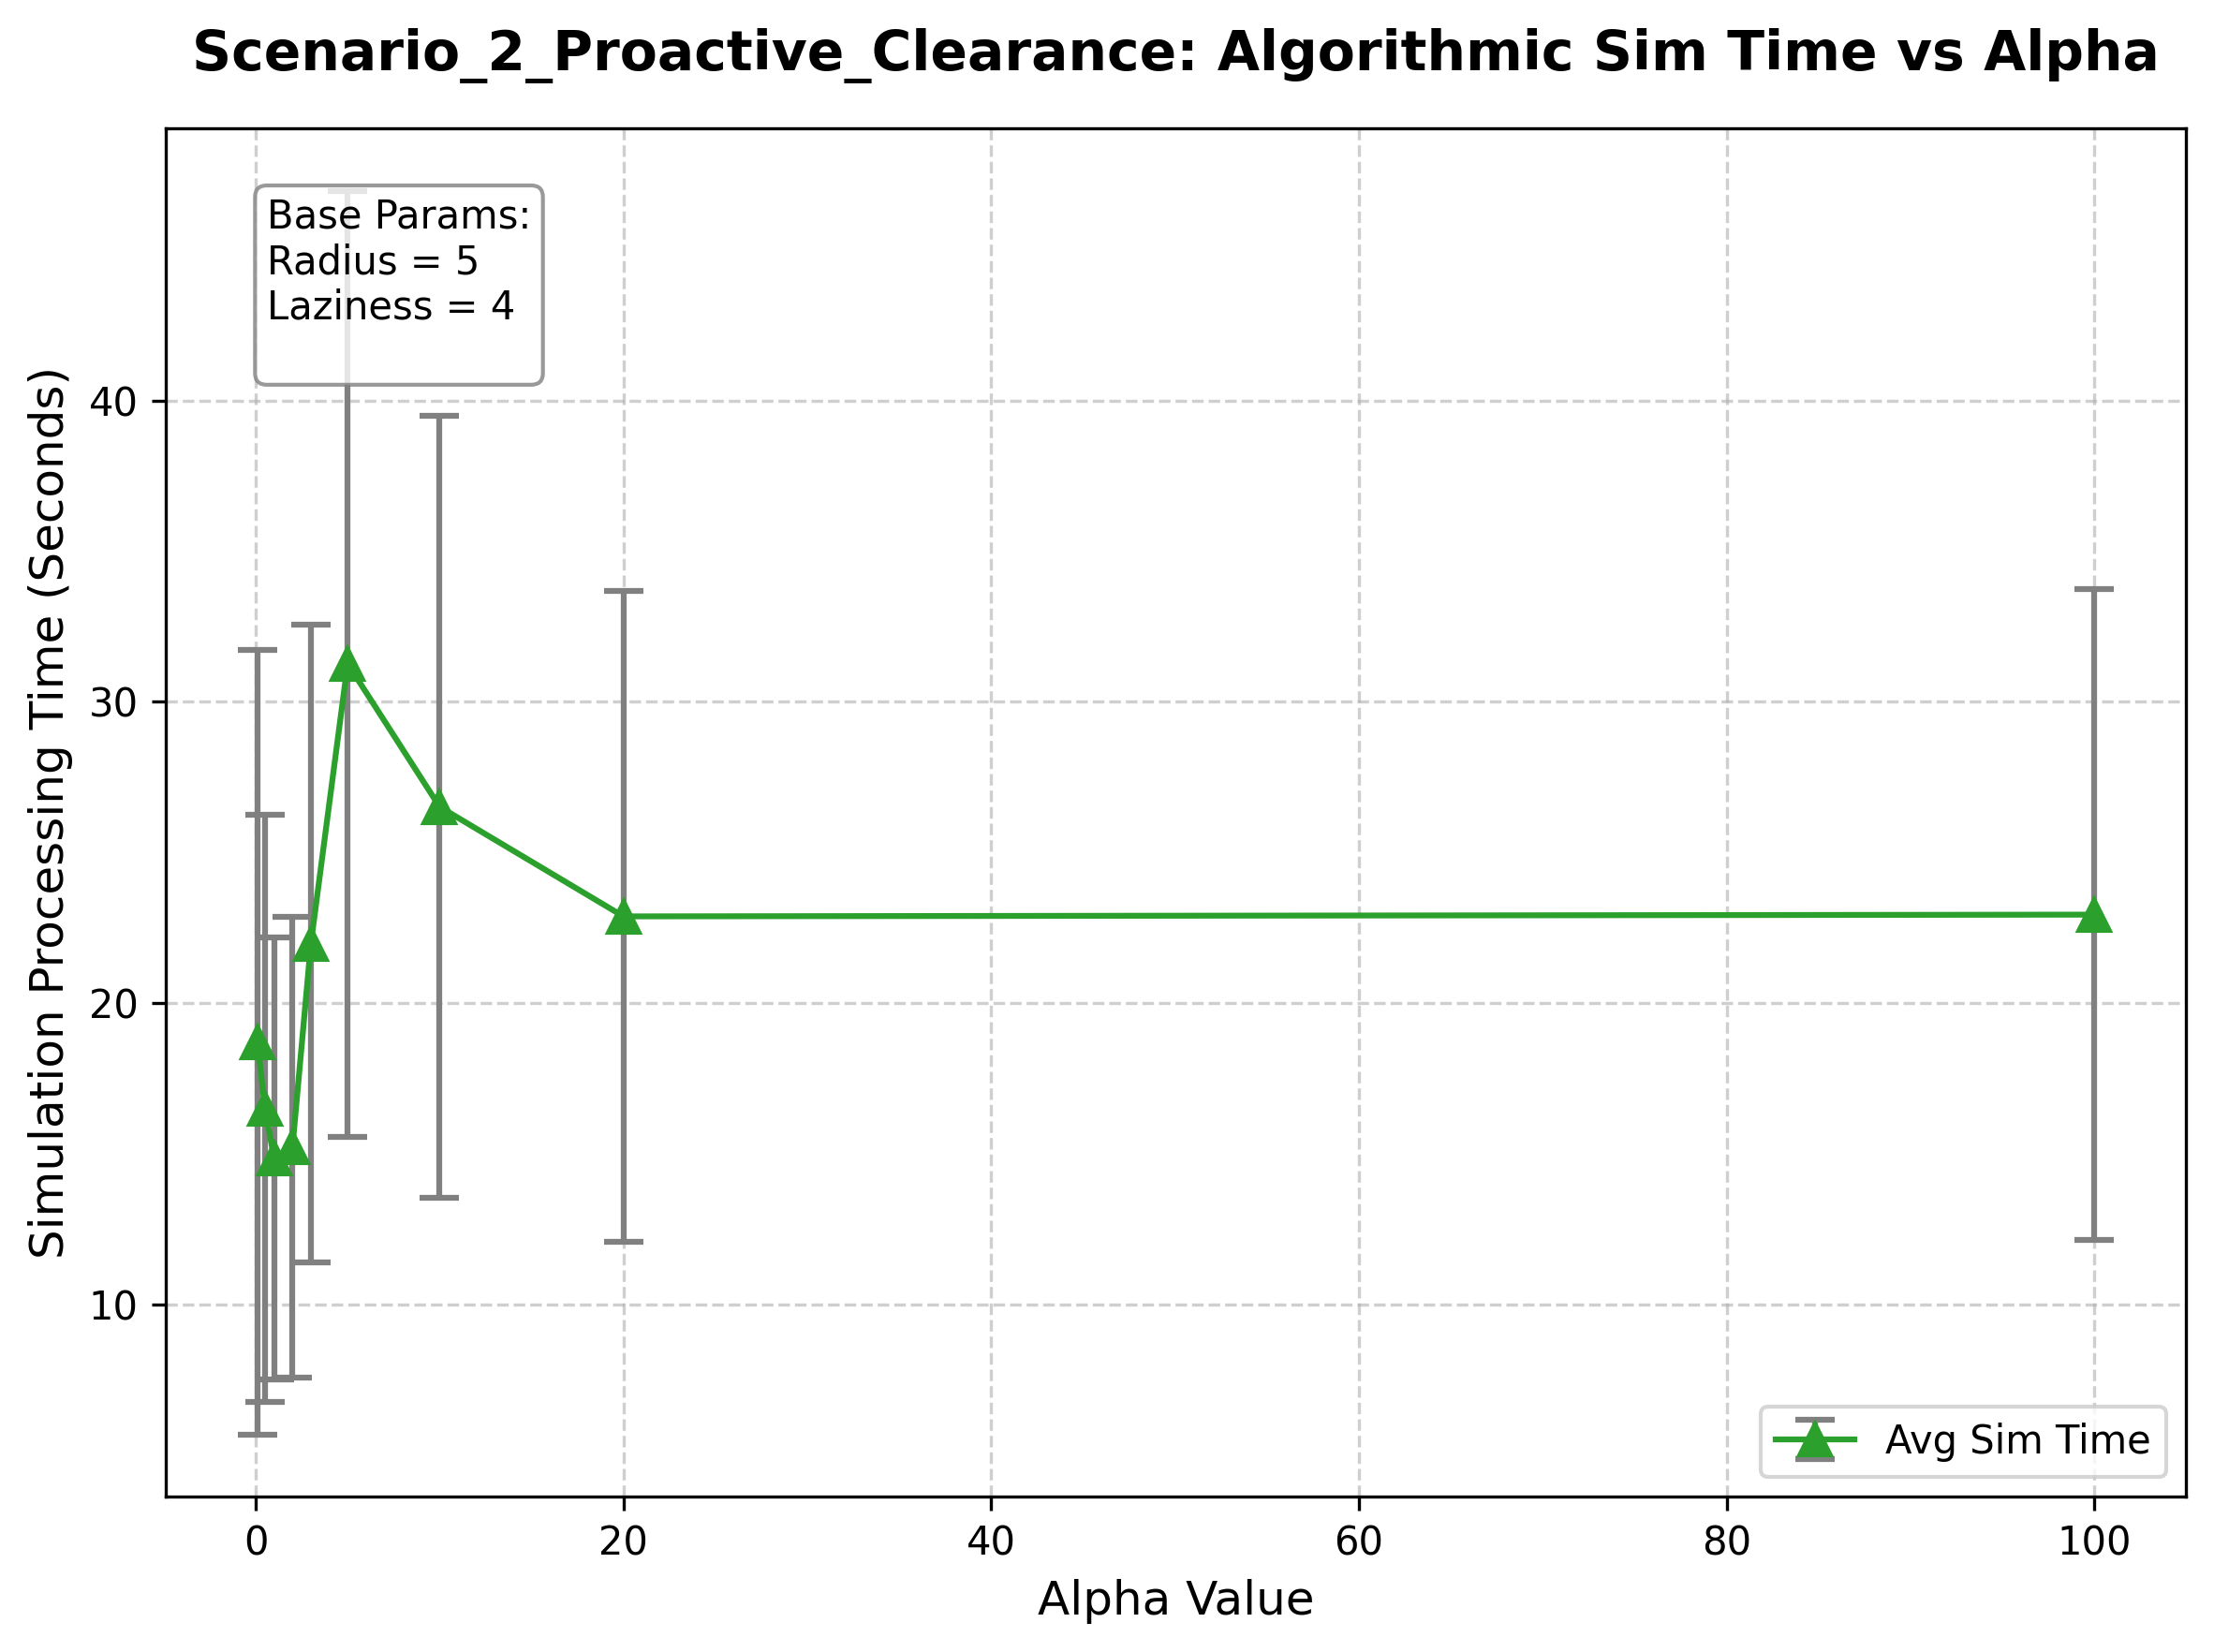 Scenario_2_Proactive_Clearance: Algorithmic Sim Time vs Alpha
Base Params:
Radius = 5
Laziness = 4
Simulation Processing Time (Seconds)
40
30
20
10
Avg Sim Time
0
20
40
60
80
100
Alpha Value